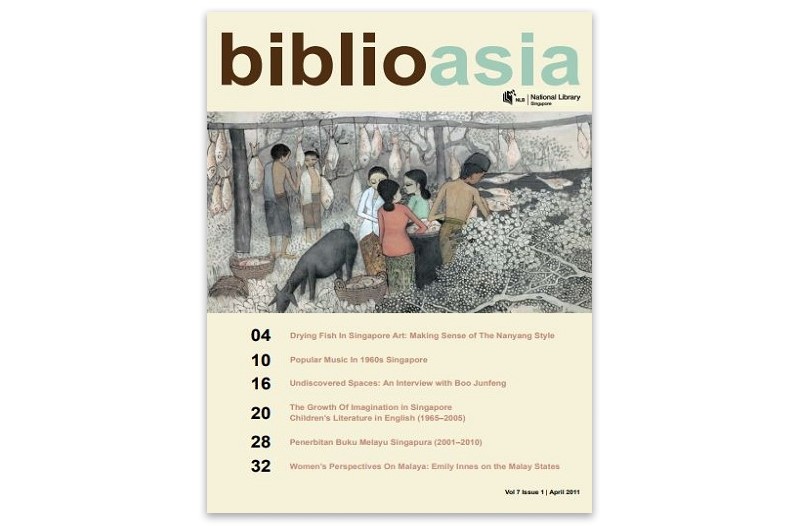 biblioasia
NLB National Library
Singapore
04 Drying Fish In Singapore Art: Making Sense of The Nanyang Style
10 Popular Music In 1960s Singapore
16 Undiscovered Spaces: An Interview with Boo Junfeng
20 The Growth Of Imagination in Singapore
Children's Literature in English (1965–2005)
28 Penerbitan Buku Melayu Singapura (2001–2010)
32 Women's Perspectives On Malaya: Emily Innes on the Malay States
Vol 7 Issue 1 | April 2011